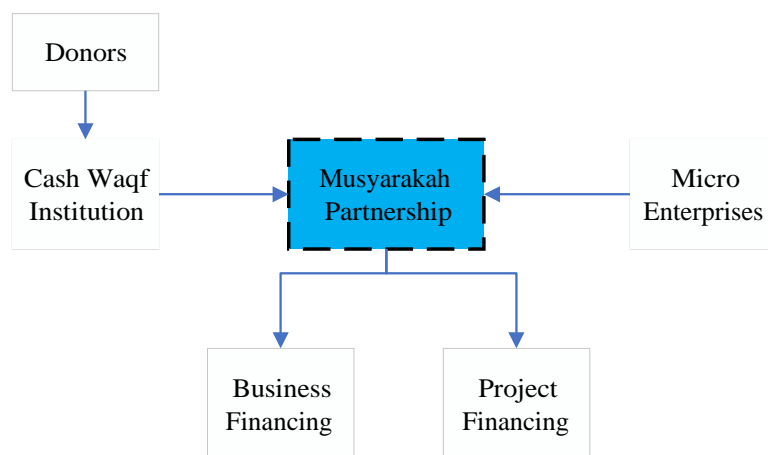 Donors
Cash Waqf
Institution
Musyarakah
Partnership
Micro
Enterprises
Business
Financing
Project
Financing